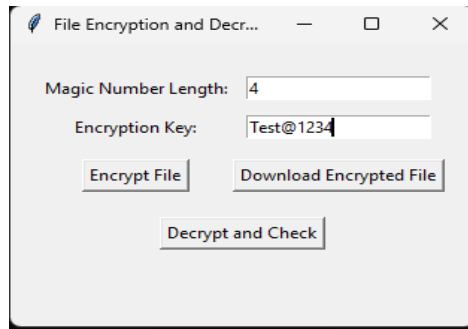 File Encryption and Decr...
Magic Number Length: 4
Encryption Key: Test@1234
Encrypt File Download Encrypted File
Decrypt and Check